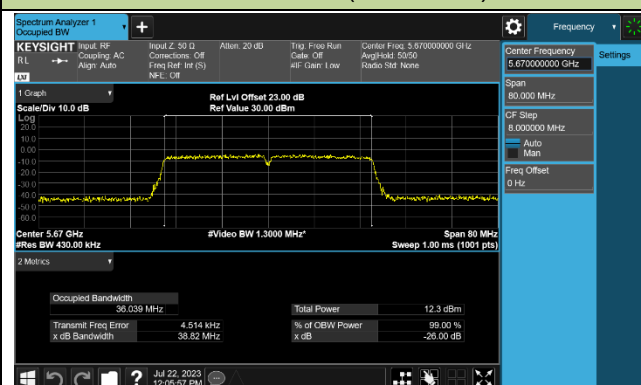 Spectrum Analyzer 1
Occupied BW
Frequency
KEYSIGHT Input: RF Input Z: 50 Ω Atten: 20 dB Trig: Free Run Center Freq: 5.670000000 GHz
RL Coupling: AC Corrections: Off Gate: Off Avg|Hold: 50/50
Align: Auto Freq Ref: Int (S) #IF Gain: Low Radio Std: None
NFE: Off
LXI
Center Frequency
5.670000000 GHz
Settings
Span
80.000 MHz
CF Step
8.000000 MHz
Auto
Man
Freq Offset
0 Hz
1 Graph
Ref Lvl Offset 23.00 dB
Scale/Div 10.0 dB Ref Value 30.00 dBm
Log
20.0
10.0
0.00
-10.0
-20.0
-30.0
-40.0
-50.0
-60.0
Center 5.67 GHz #Video BW 1.3000 MHz* Span 80 MHz
#Res BW 430.00 kHz Sweep 1.00 ms (1001 pts)
2 Metrics
Occupied Bandwidth
36.039 MHz Total Power 12.3 dBm
Transmit Freq Error 4.514 kHz % of OBW Power 99.00 %
x dB Bandwidth 38.82 MHz x dB -26.00 dB
? Jul 22, 2023
12:05:57 PM